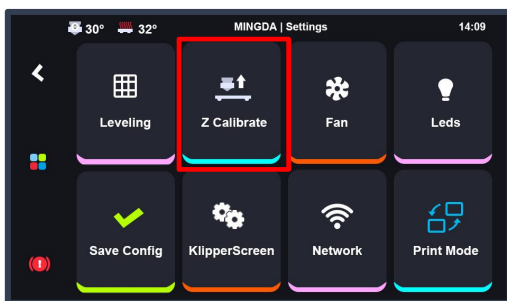 30° 32° MINGDA | Settings 14:09
Leveling Z Calibrate Fan Leds
Save Config KlipperScreen Network Print Mode